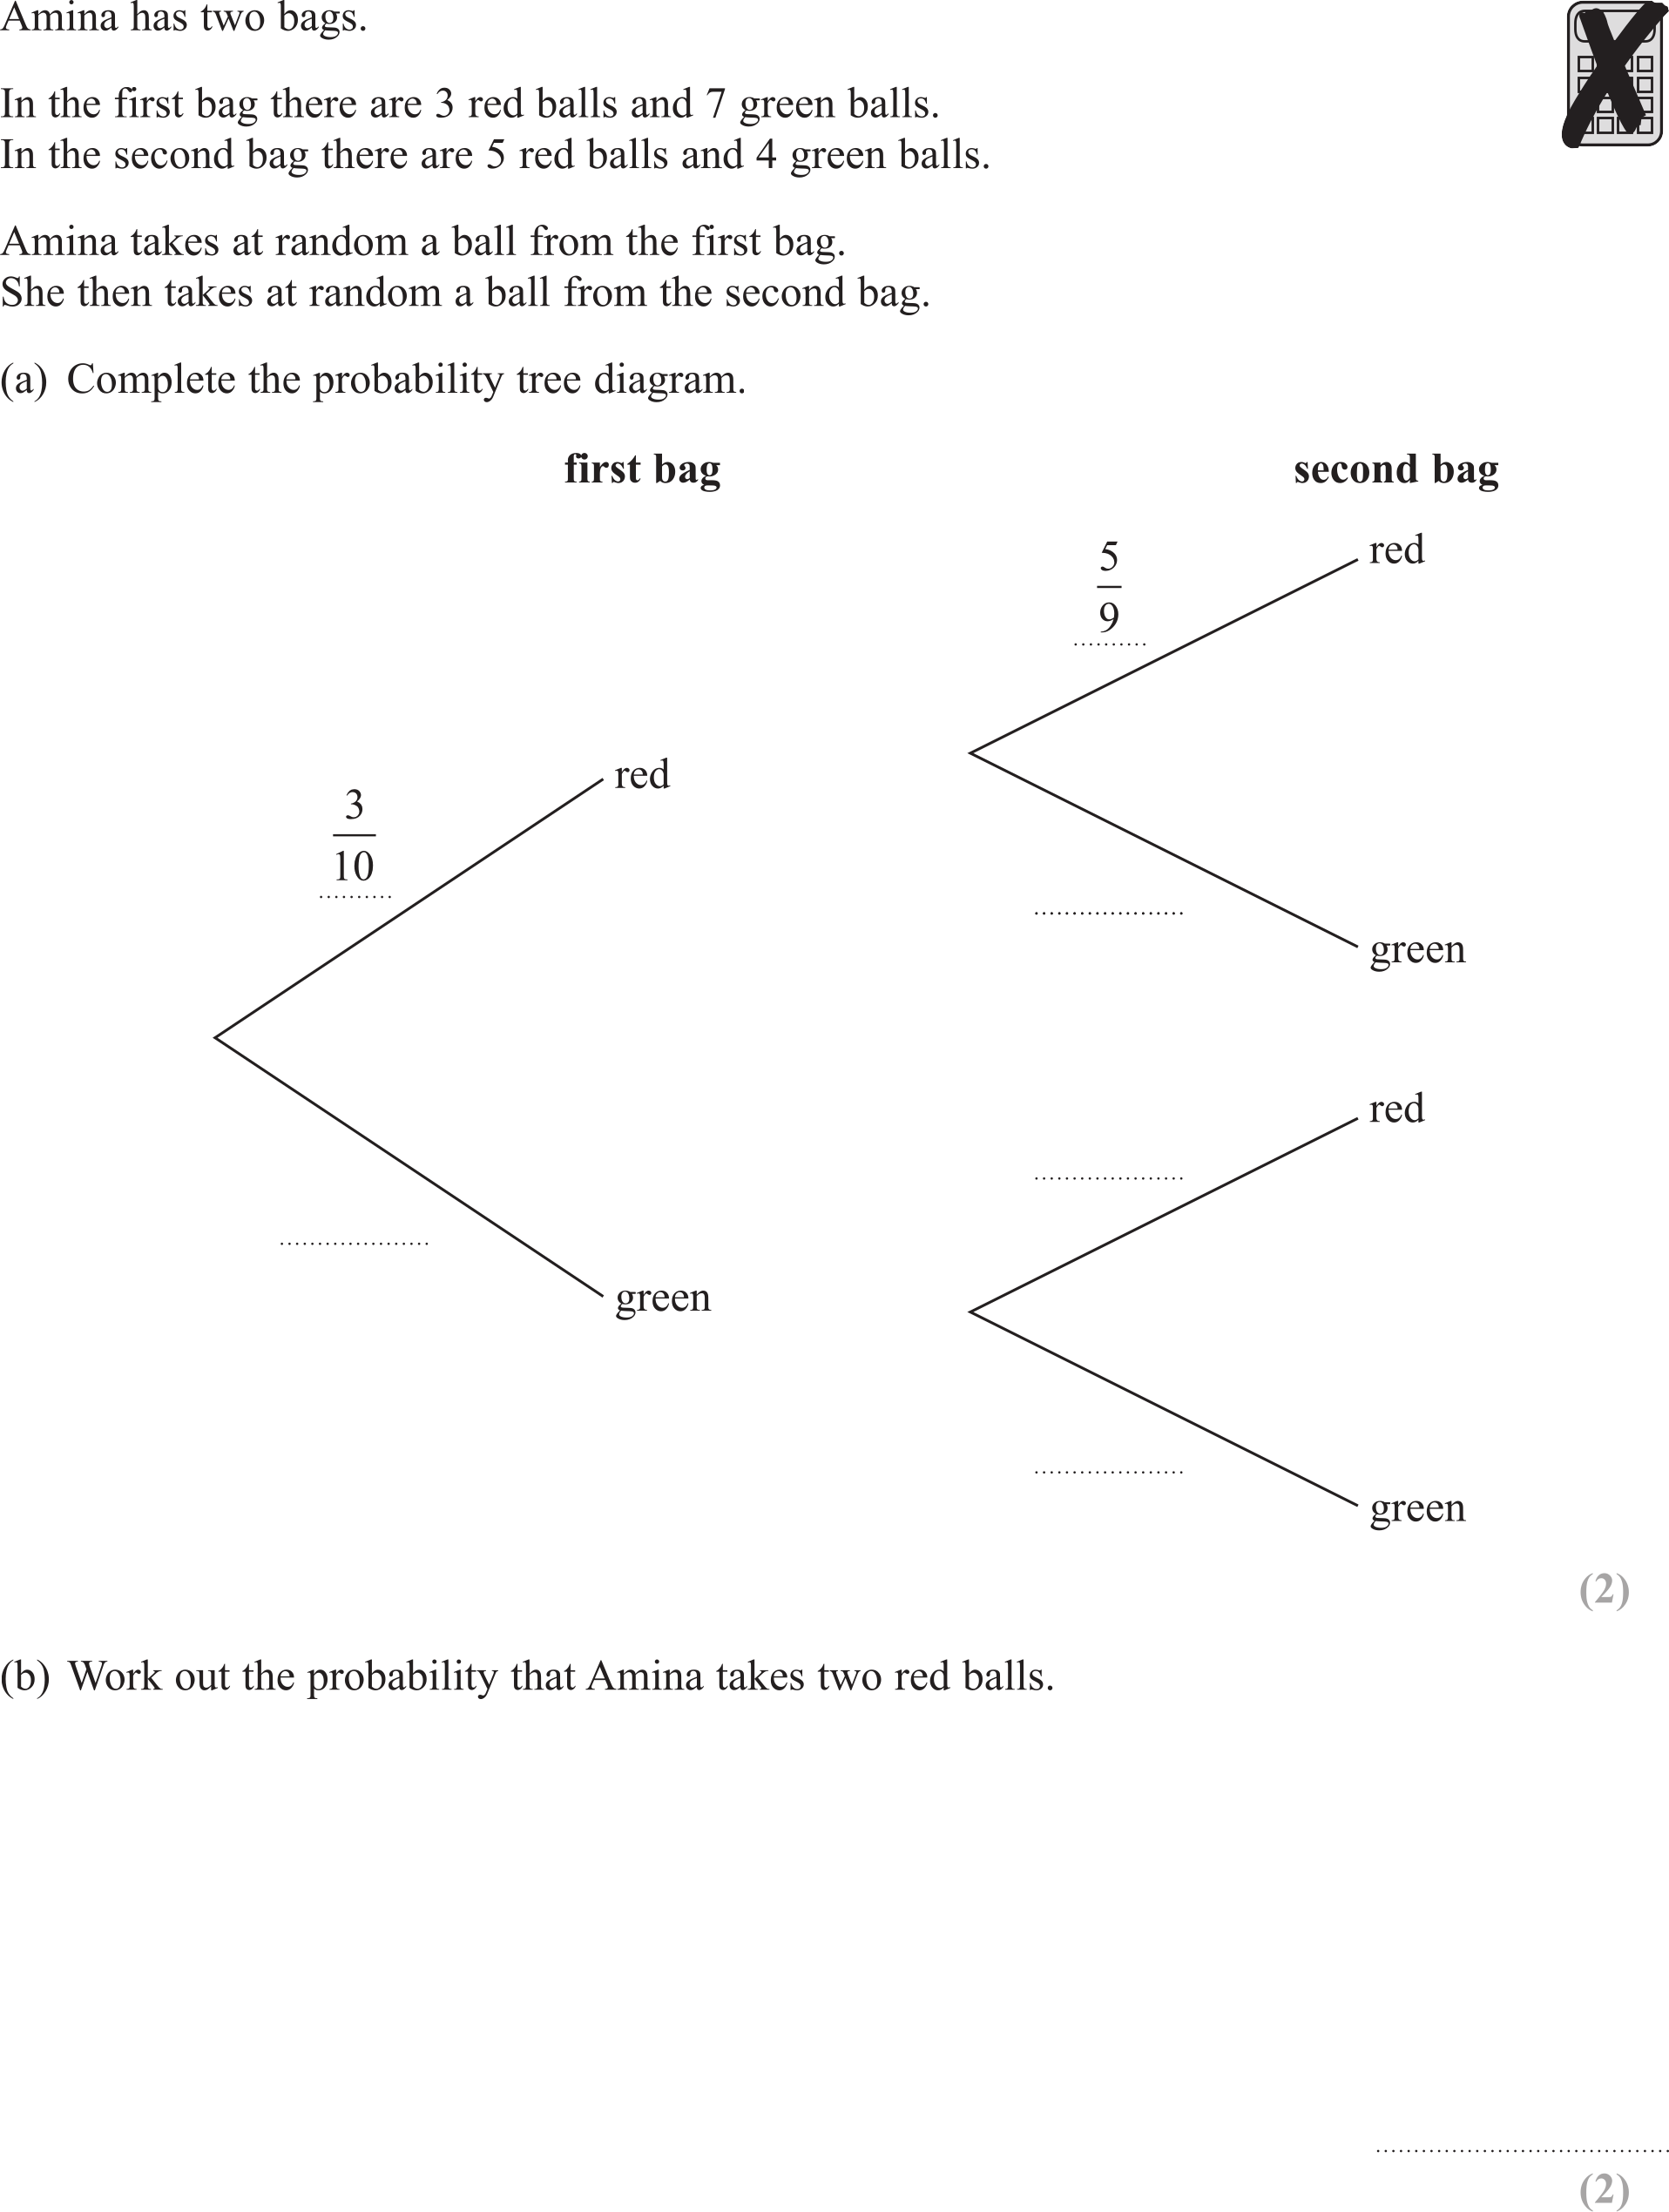 Amina has two bags.
In the first bag there are 3 red balls and 7 green balls.
In the second bag there are 5 red balls and 4 green balls.
Amina takes at random a ball from the first bag.
She then takes at random a ball from the second bag.
(a) Complete the probability tree diagram.
first bag
second bag
5
9
red
3
10
red
green
red
green
green
(2)
(b) Work out the probability that Amina takes two red balls.
(2)